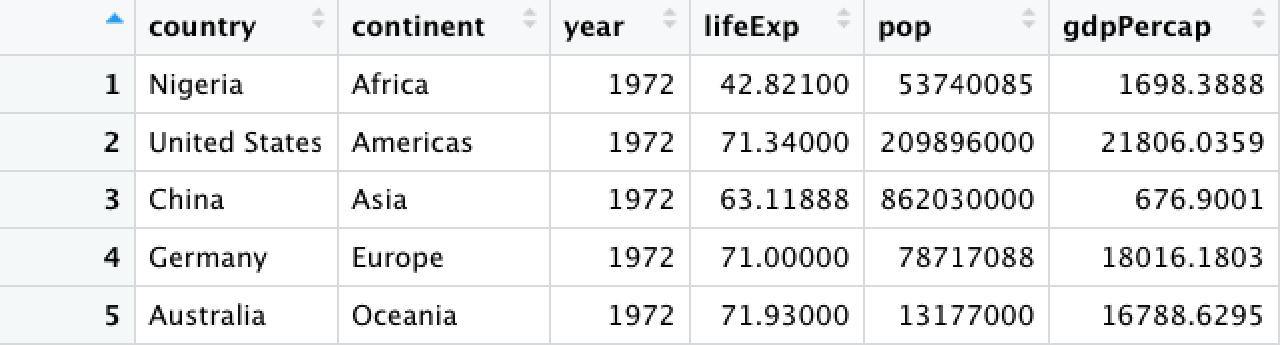 country continent year lifeExp pop gdpPercap
1 Nigeria Africa 1972 42.82100 53740085 1698.3888
2 United States Americas 1972 71.34000 209896000 21806.0359
3 China Asia 1972 63.11888 862030000 676.9001
4 Germany Europe 1972 71.00000 78717088 18016.1803
5 Australia Oceania 1972 71.93000 13177000 16788.6295